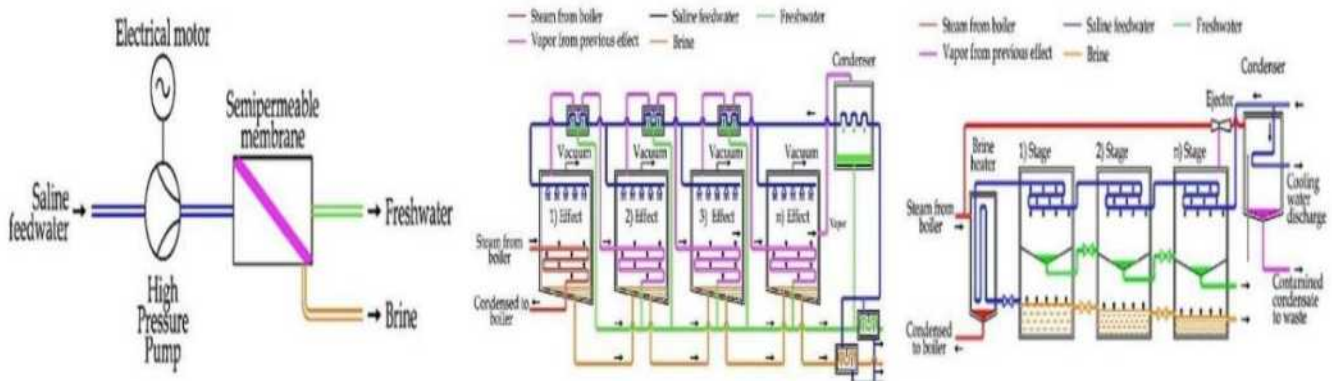 Electrical motor
Semipermeable
membrane
Saline
feedwater
Freshwater
High
Pressure
Pump
Brine
Steam from boiler
Saline feedwater
Freshwater
Vapor from previous effect
Brine
Condenser
Vacuum
Vacuum
Vacuum
Vacuum
1) Effect
2) Effect
3) Effect
n) Effect
Vapor
Steam from
boiler
Condensed to
boiler
Steam from boiler
Saline feedwater
Freshwater
Vapor from previous effect
Brine
Condenser
Ejector
Brine
heater
1) Stage
2) Stage
n) Stage
Steam from
boiler
Cooling
water
discharge
Contamined
condensale
to waste
Condensed
to boiler